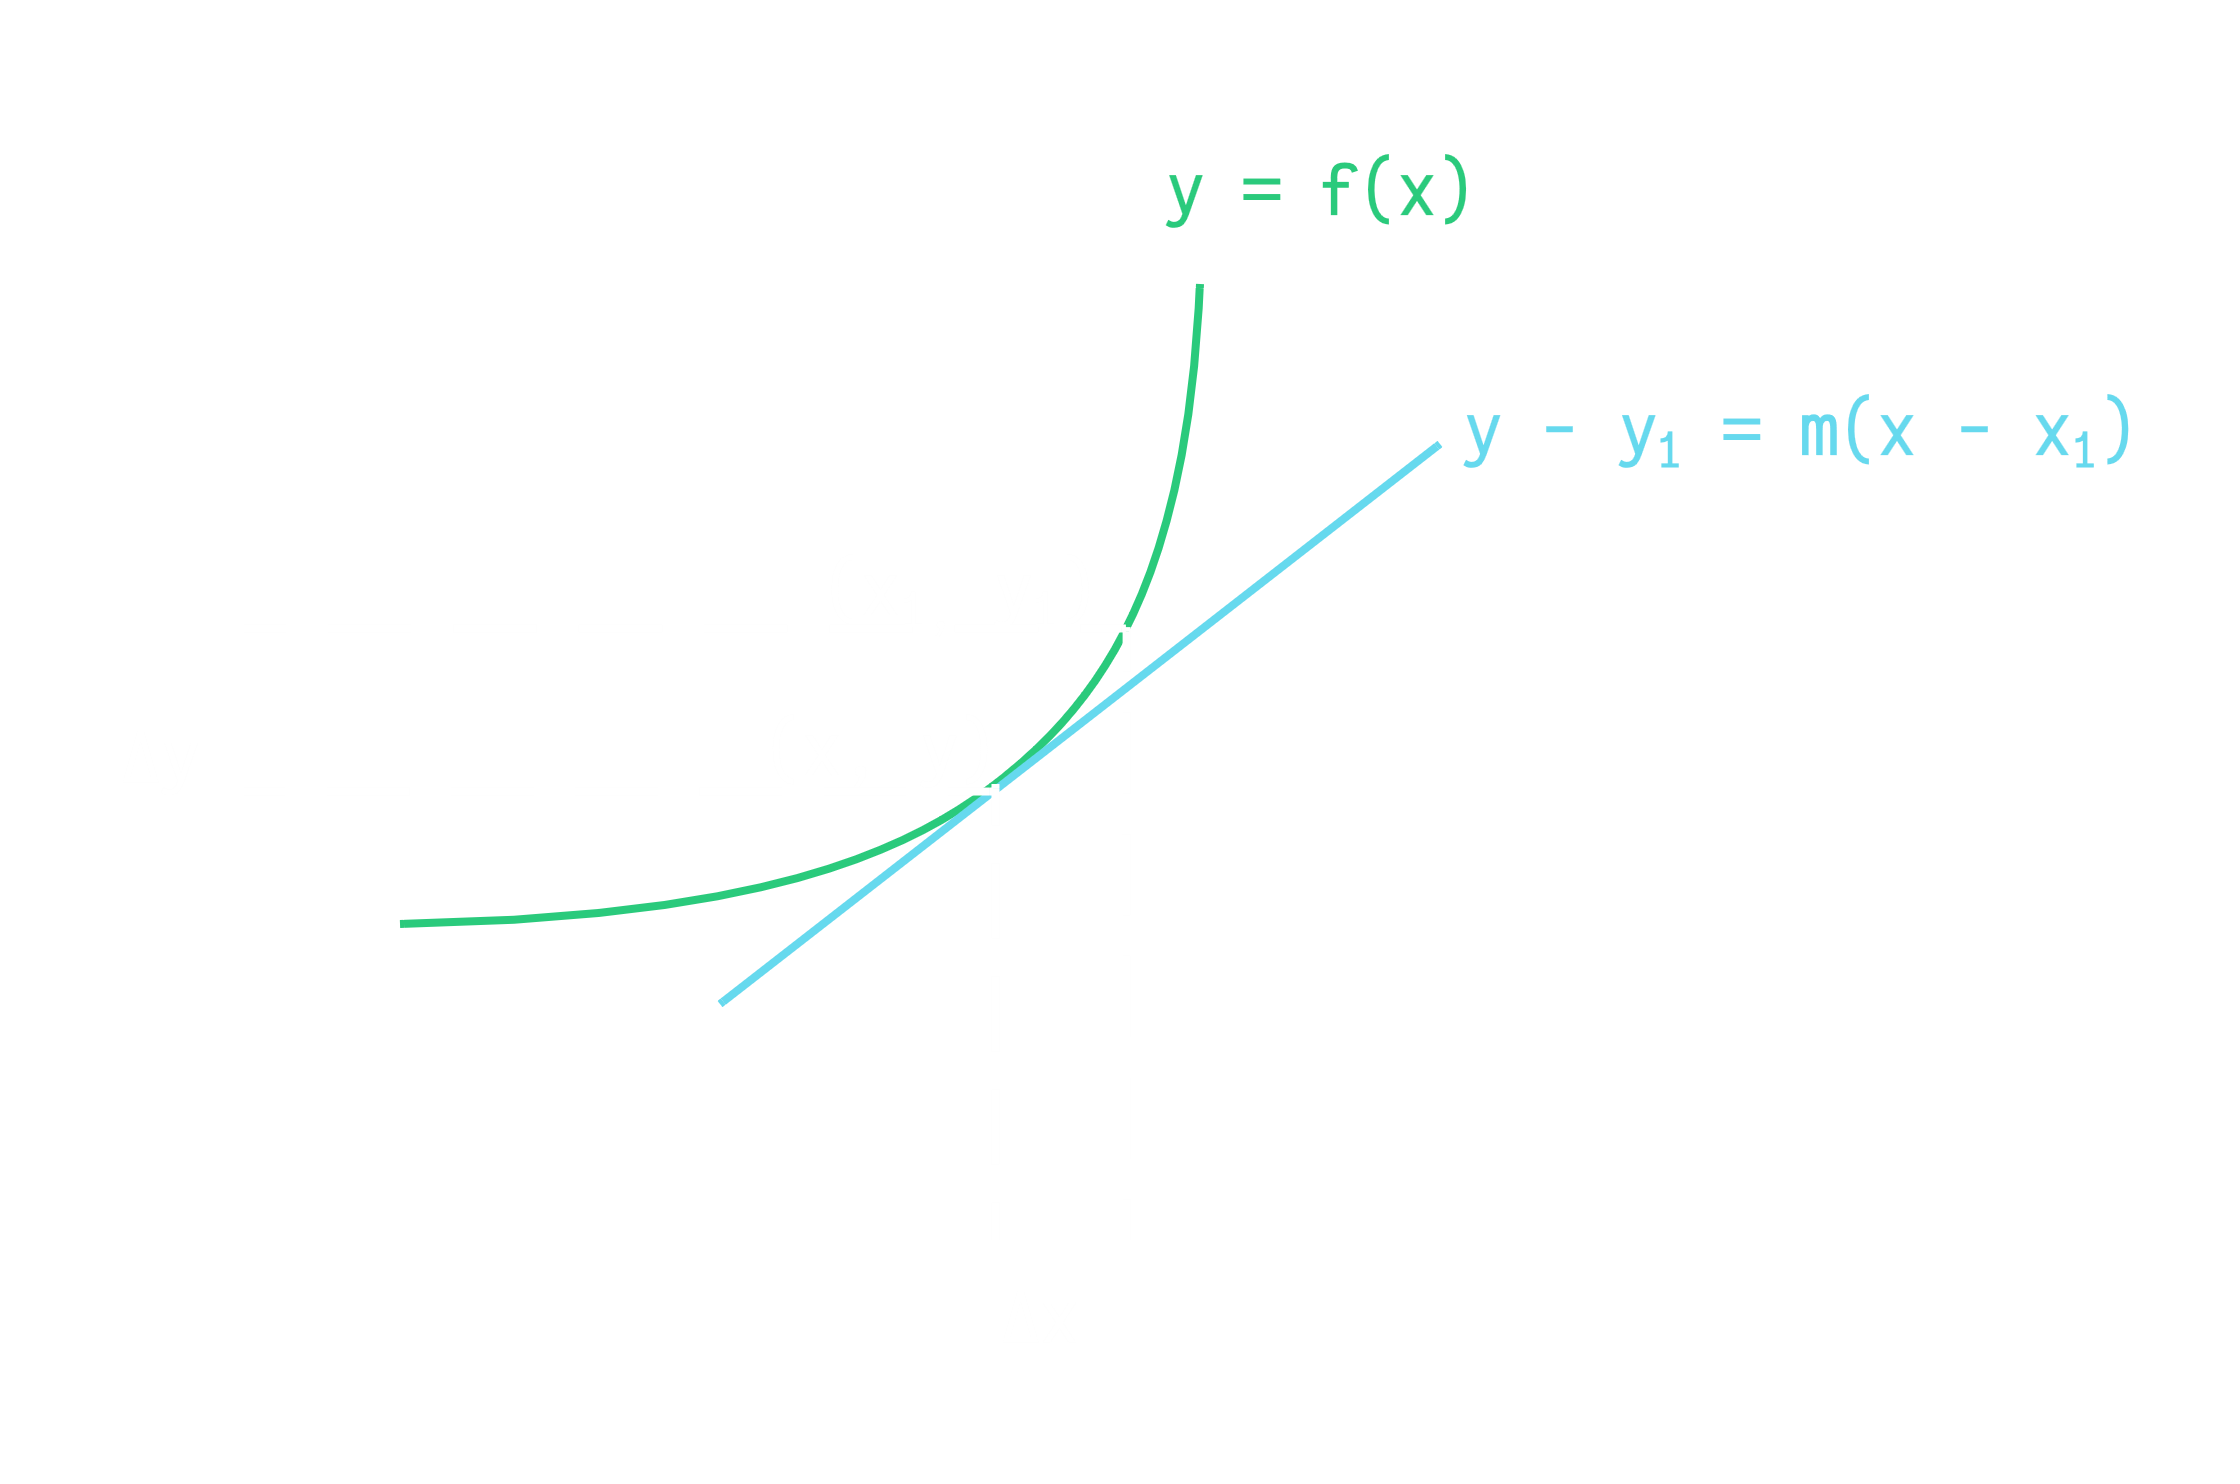 y = f(x)
y - y₁ = m(x - x₁)